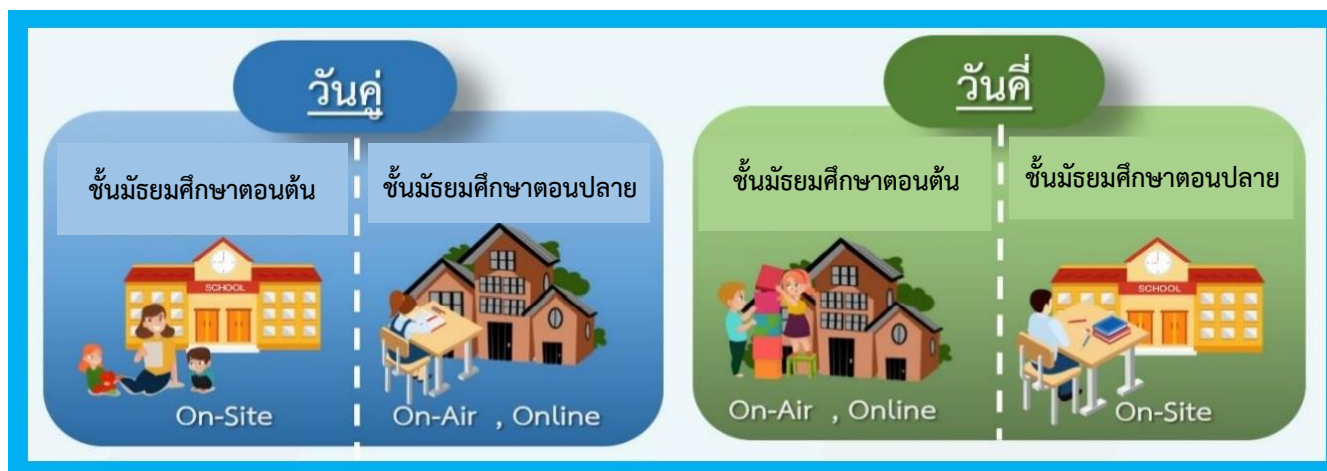 วันคู่
ชั้นมัธยมศึกษาตอนต้น
ชั้นมัธยมศึกษาตอนปลาย
SCHOOL
On-Site
On-Air , Online
วันคี่
ชั้นมัธยมศึกษาตอนต้น
ชั้นมัธยมศึกษาตอนปลาย
SCHOOL
On-Air , Online
On-Site